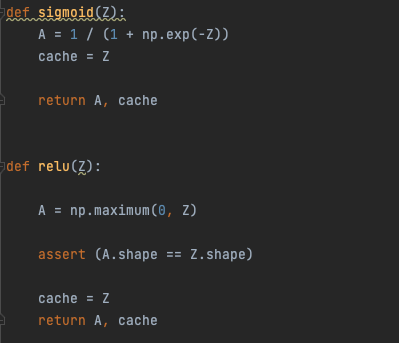 def sigmoid(Z):
    A = 1 / (1 + np.exp(-Z))
    cache = Z

    return A, cache


def relu(Z):

    A = np.maximum(0, Z)

    assert (A.shape == Z.shape)

    cache = Z
    return A, cache